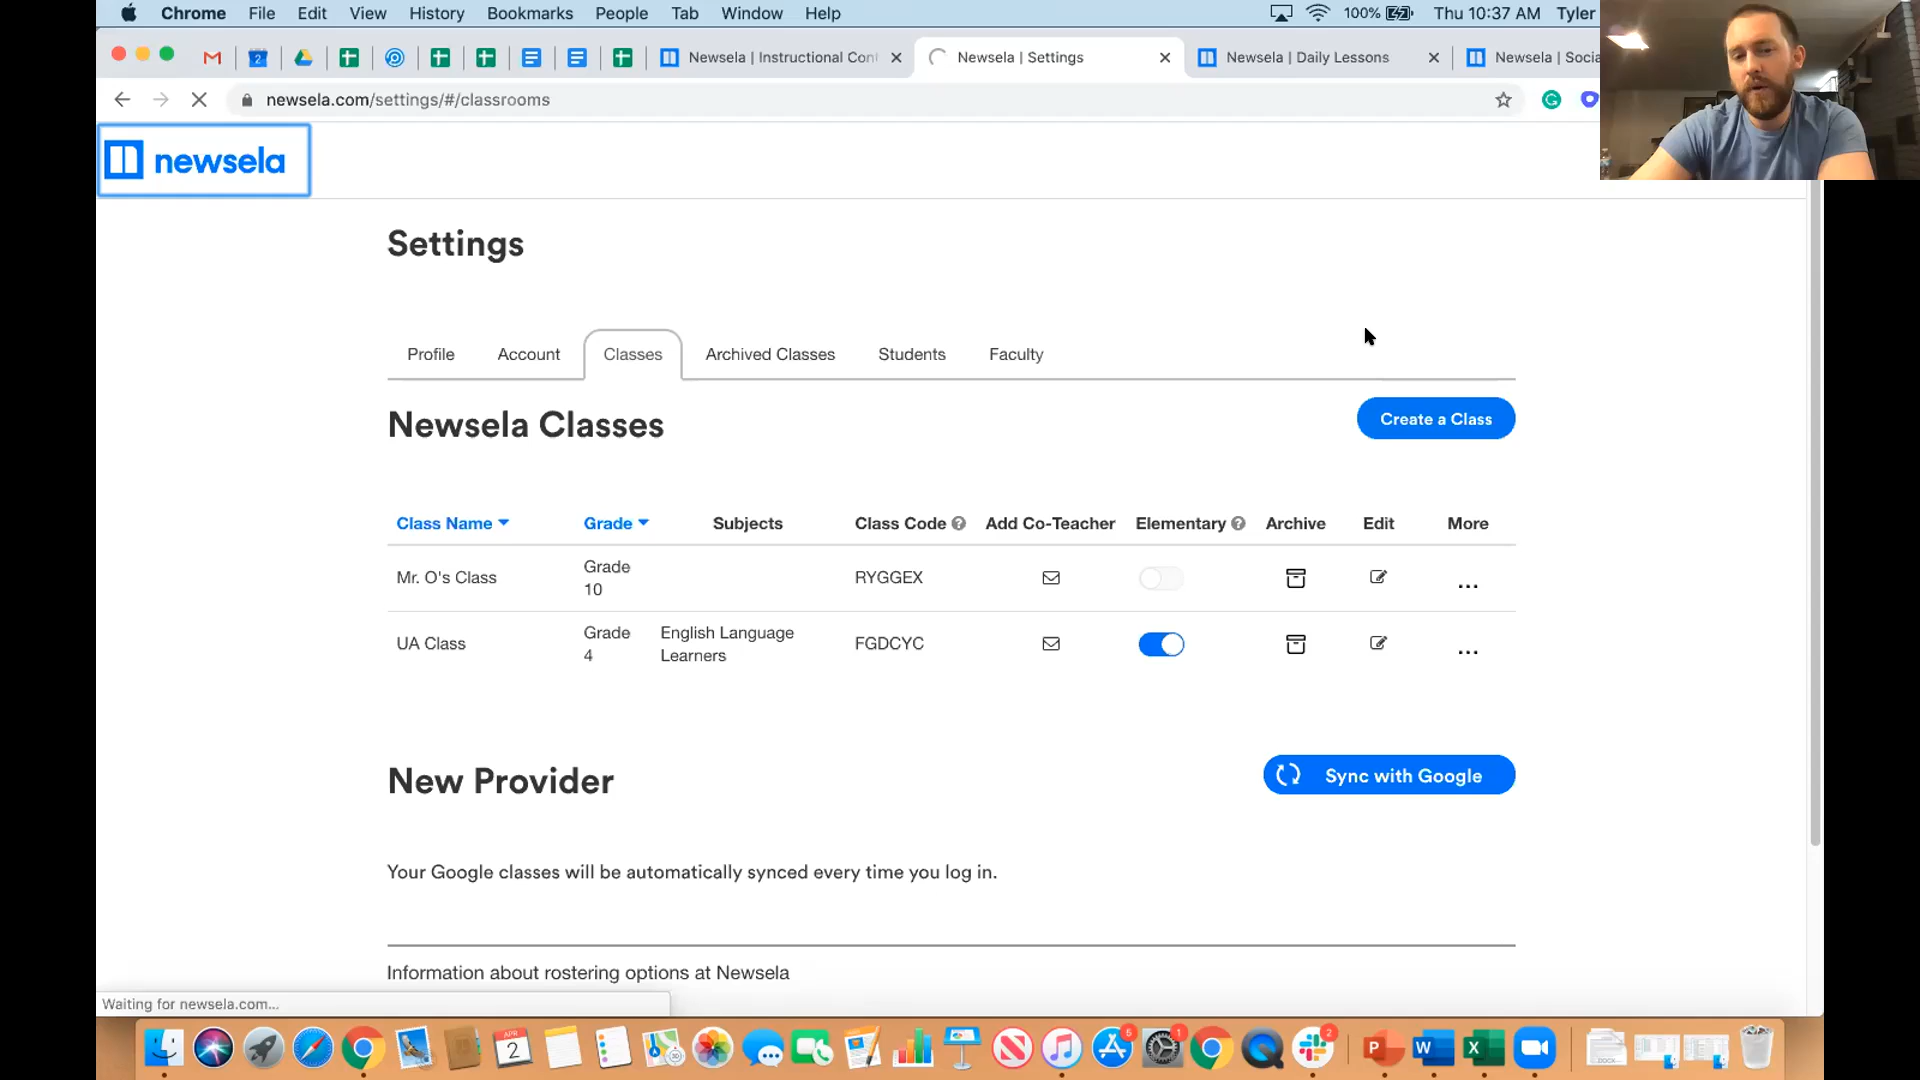 Chrome File Edit View History Bookmarks People Tab Window Help 100% Thu 10:37 AM Tyler
Newsela | Instructional Con
Newsela | Settings
Newsela | Daily Lessons
Newsela | Socia
newsela.com/settings/#/classrooms
newsela
Settings
Profile Account Classes Archived Classes Students Faculty
Newsela Classes
Create a Class
Class Name Grade Subjects Class Code Add Co-Teacher Elementary Archive Edit More
Mr. O's Class Grade 10 RYGGEX ...
UA Class Grade 4 English Language Learners FGDCYC ...
New Provider
Sync with Google
Your Google classes will be automatically synced every time you log in.
Information about rostering options at Newsela
Waiting for newsela.com...
APR
2
5
1
2
P W X